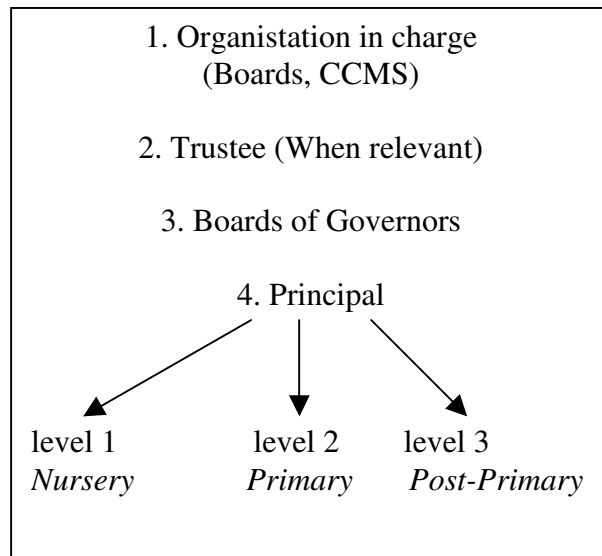 1. Organistation in charge
(Boards, CCMS)
2. Trustee (When relevant)
3. Boards of Governors
4. Principal
level 1 level 2 level 3
Nursery Primary Post-Primary